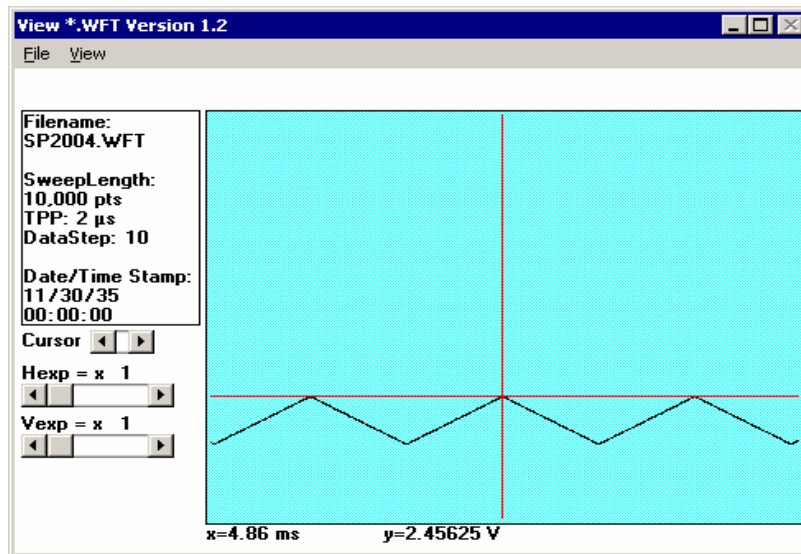 View *.WFT Version 1.2
File View
Filename:
SP2004.WFT
SweepLength:
10,000 pts
TPP: 2 µs
DataStep: 10
Date/Time Stamp:
11/30/35
00:00:00
Cursor
Hexp = x 1
Vexp = x 1
x=4.86 ms y=2.45625 V